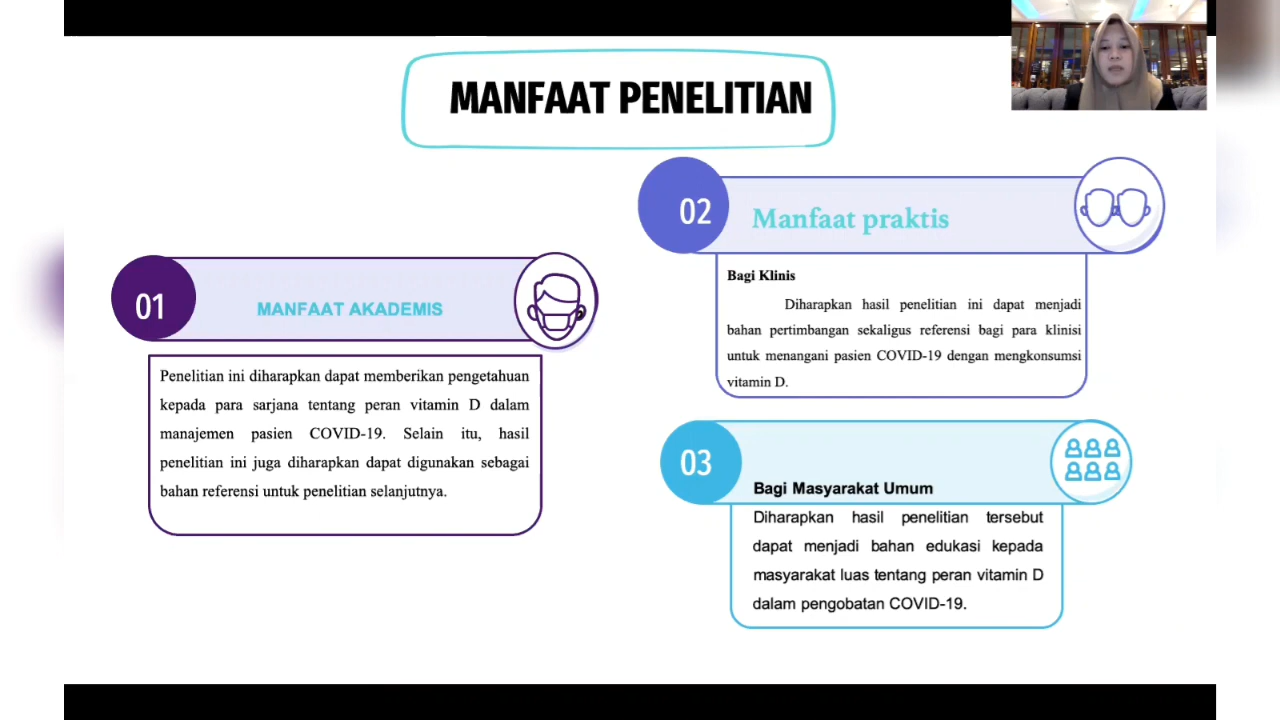 MANFAAT PENELITIAN
01
MANFAAT AKADEMIS
Penelitian ini diharapkan dapat memberikan pengetahuan
kepada para sarjana tentang peran vitamin D dalam
manajemen pasien COVID-19. Selain itu, hasil
penelitian ini juga diharapkan dapat digunakan sebagai
bahan referensi untuk penelitian selanjutnya.
02
Manfaat praktis
Bagi Klinis
Diharapkan hasil penelitian ini dapat menjadi
bahan pertimbangan sekaligus referensi bagi para klinisi
untuk menangani pasien COVID-19 dengan mengkonsumsi
vitamin D.
03
Bagi Masyarakat Umum
Diharapkan hasil penelitian tersebut
dapat menjadi bahan edukasi kepada
masyarakat luas tentang peran vitamin D
dalam pengobatan COVID-19.